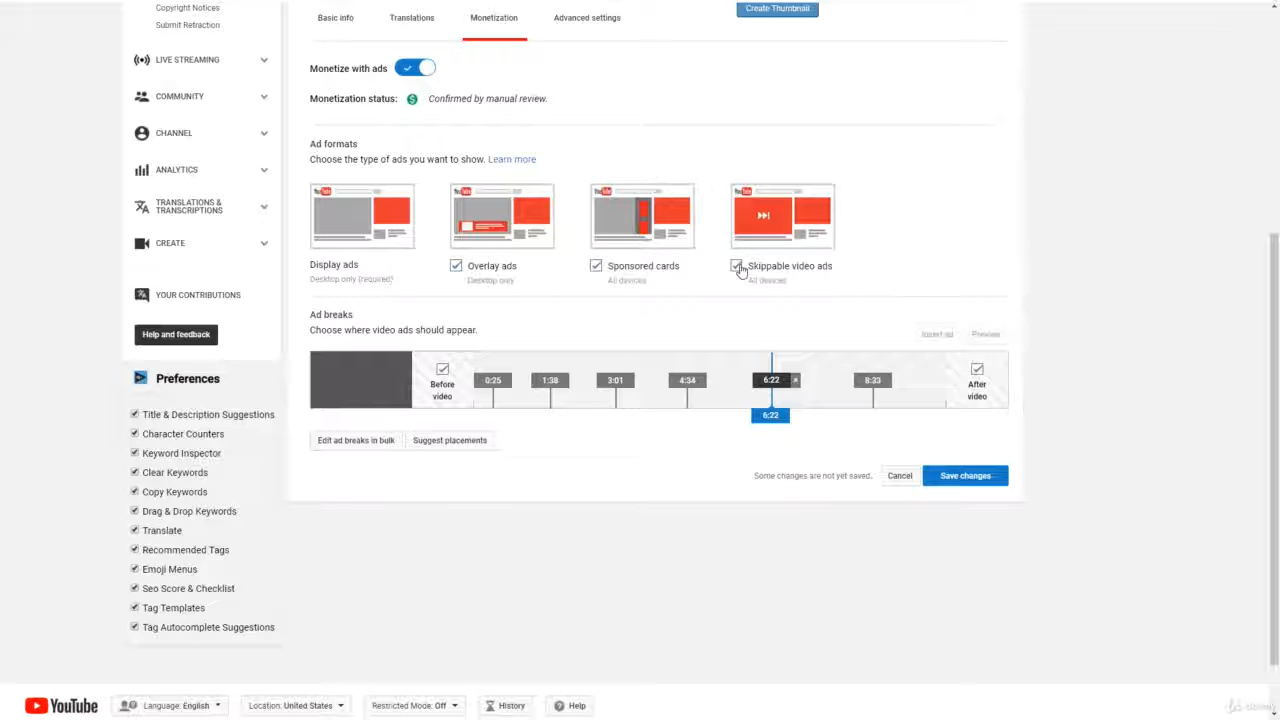 Copyright Notices
Submit Retraction
LIVE STREAMING
COMMUNITY
CHANNEL
ANALYTICS
TRANSLATIONS &
TRANSCRIPTIONS
CREATE
YOUR CONTRIBUTIONS
Help and feedback
Preferences
Title & Description Suggestions
Character Counters
Keyword Inspector
Clear Keywords
Copy Keywords
Drag & Drop Keywords
Translate
Recommended Tags
Emoji Menus
Seo Score & Checklist
Tag Templates
Tag Autocomplete Suggestions
Create Thumbnail
Basic info Translations Monetization Advanced settings
Monetize with ads
Monetization status: Confirmed by manual review.
Ad formats
Choose the type of ads you want to show. Learn more
Display ads Overlay ads Sponsored cards Skippable video ads
Desktop only (required) Desktop only All devices All devices
Ad breaks
Choose where video ads should appear. Insert ad Preview
Before
video
0:25 1:38 3:01 4:34 6:22 x 8:33
After
video
6:22
Edit ad breaks in bulk Suggest placements
Some changes are not yet saved. Cancel Save changes
YouTube Language: English Location: United States Restricted Mode: Off History Help
udemy